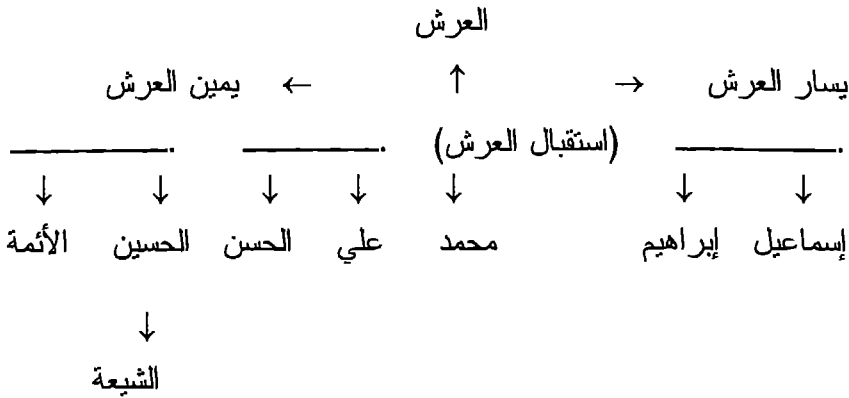 العرش
يسار العرش → ↑ ← يمين العرش
(استقبال العرش)
↓ ↓ ↓ ↓ ↓ ↓ ↓
إسماعيل إبراهيم محمد علي الحسن الحسين الأئمة
↓
الشيعة